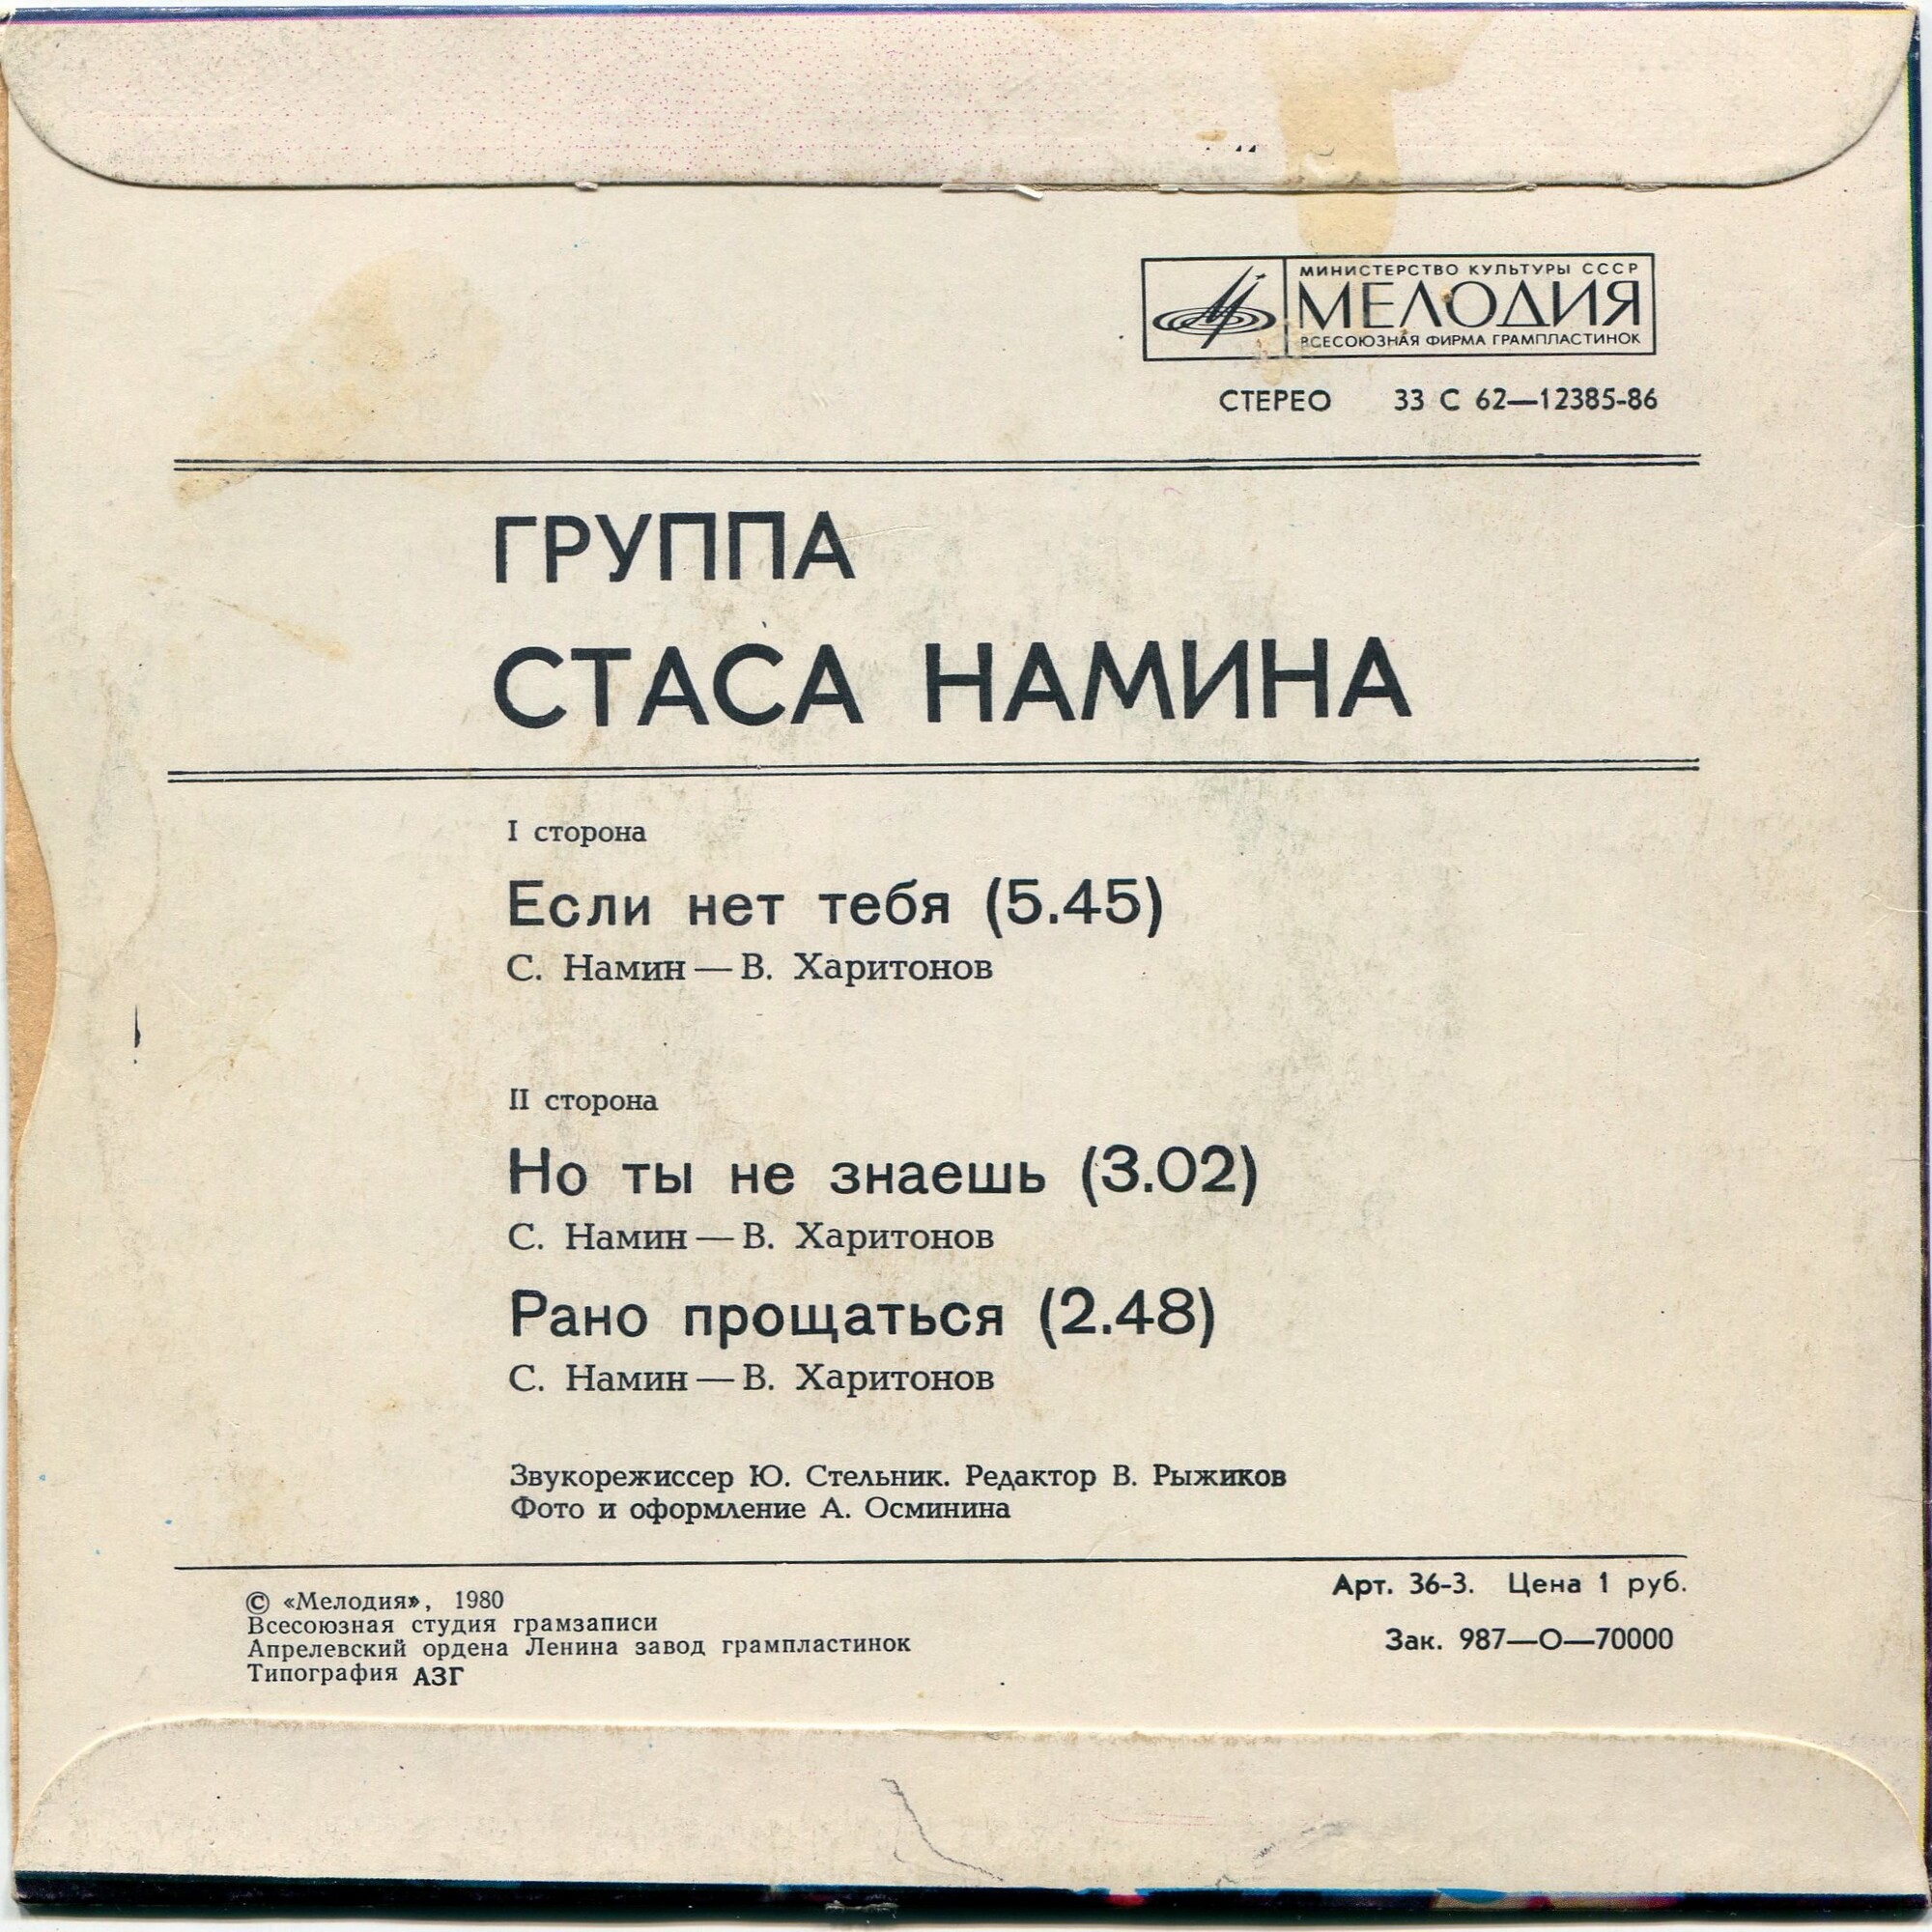 МИНИСТЕРСТВО КУЛЬТУРЫ СССР
МЕЛОДИЯ
ВСЕСОЮЗНАЯ ФИРМА ГРАМПЛАСТИНОК
СТЕРЕО 33 С 62—12385-86
ГРУППА
СТАСА НАМИНА
I сторона
Если нет тебя (5.45)
С. Намин — В. Харитонов
II сторона
Но ты не знаешь (3.02)
С. Намин — В. Харитонов
Рано прощаться (2.48)
С. Намин — В. Харитонов
Звукорежиссер Ю. Стельник. Редактор В. Рыжиков
Фото и оформление А. Осминина
© «Мелодия», 1980
Всесоюзная студия грамзаписи
Апрелевский ордена Ленина завод грампластинок
Типография АЗГ
Арт. 36-3. Цена 1 руб.
Зак. 987—О—70000